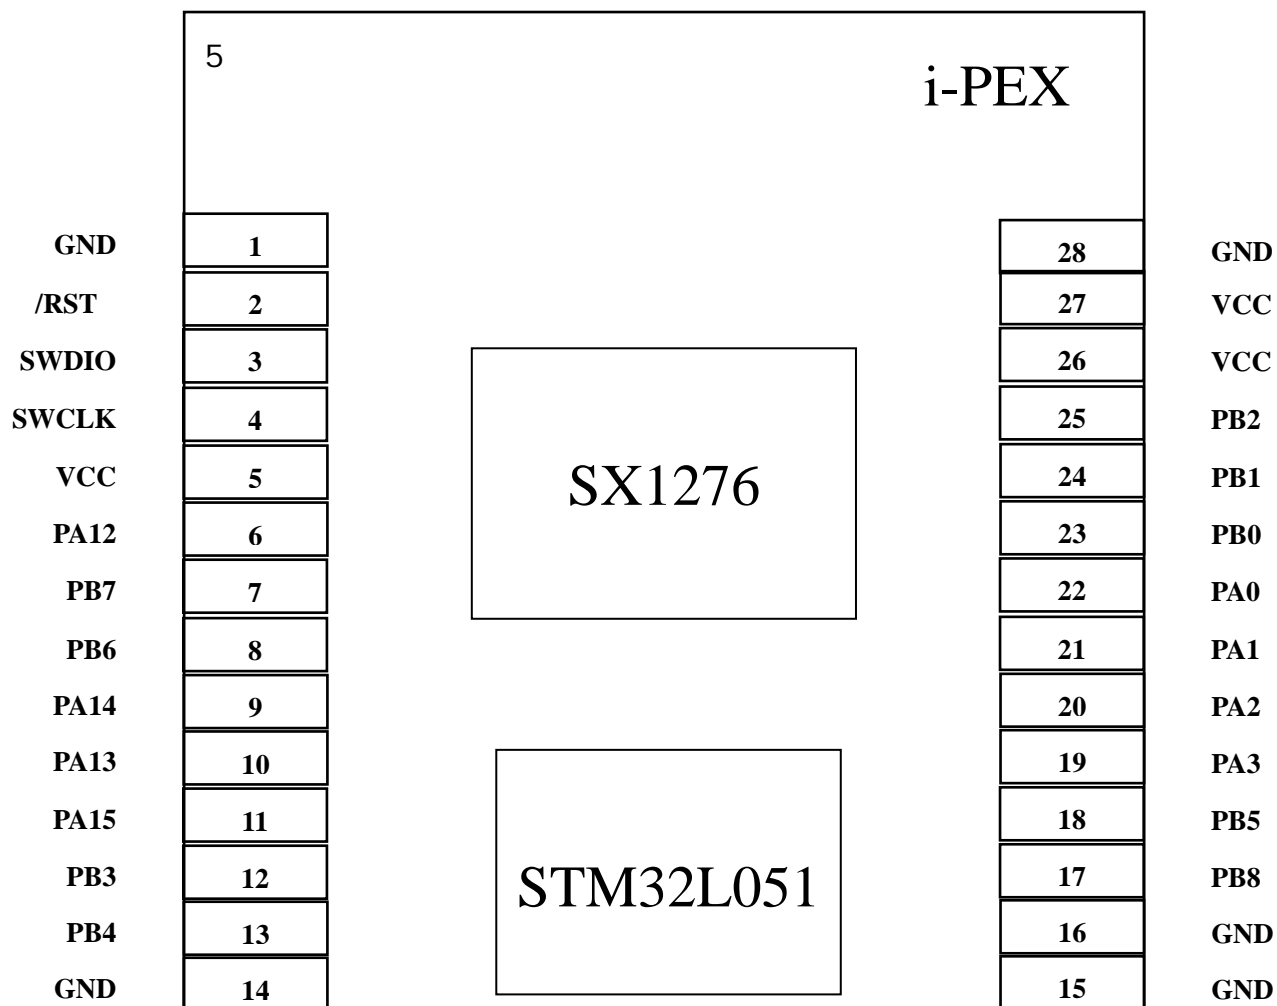 5
i-PEX
GND 1 28 GND
/RST 2 27 VCC
SWDIO 3 26 VCC
SWCLK 4 25 PB2
VCC 5 24 PB1
SX1276
PA12 6 23 PB0
PB7 7 22 PA0
PB6 8 21 PA1
PA14 9 20 PA2
PA13 10 19 PA3
PA15 11 18 PB5
PB3 12 17 PB8
STM32L051
PB4 13 16 GND
GND 14 15 GND